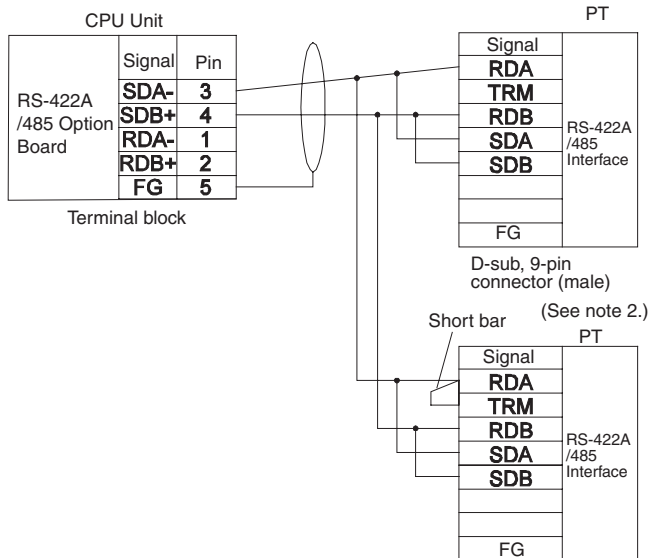 CPU Unit
RS-422A
/485 Option
Board
Signal Pin
SDA- 3
SDB+ 4
RDA- 1
RDB+ 2
FG 5
Terminal block
PT
Signal
RDA
TRM
RDB
SDA
SDB
FG
RS-422A
/485
Interface
D-sub, 9-pin
connector (male)
(See note 2.)
Short bar
PT
Signal
RDA
TRM
RDB
SDA
SDB
FG
RS-422A
/485
Interface